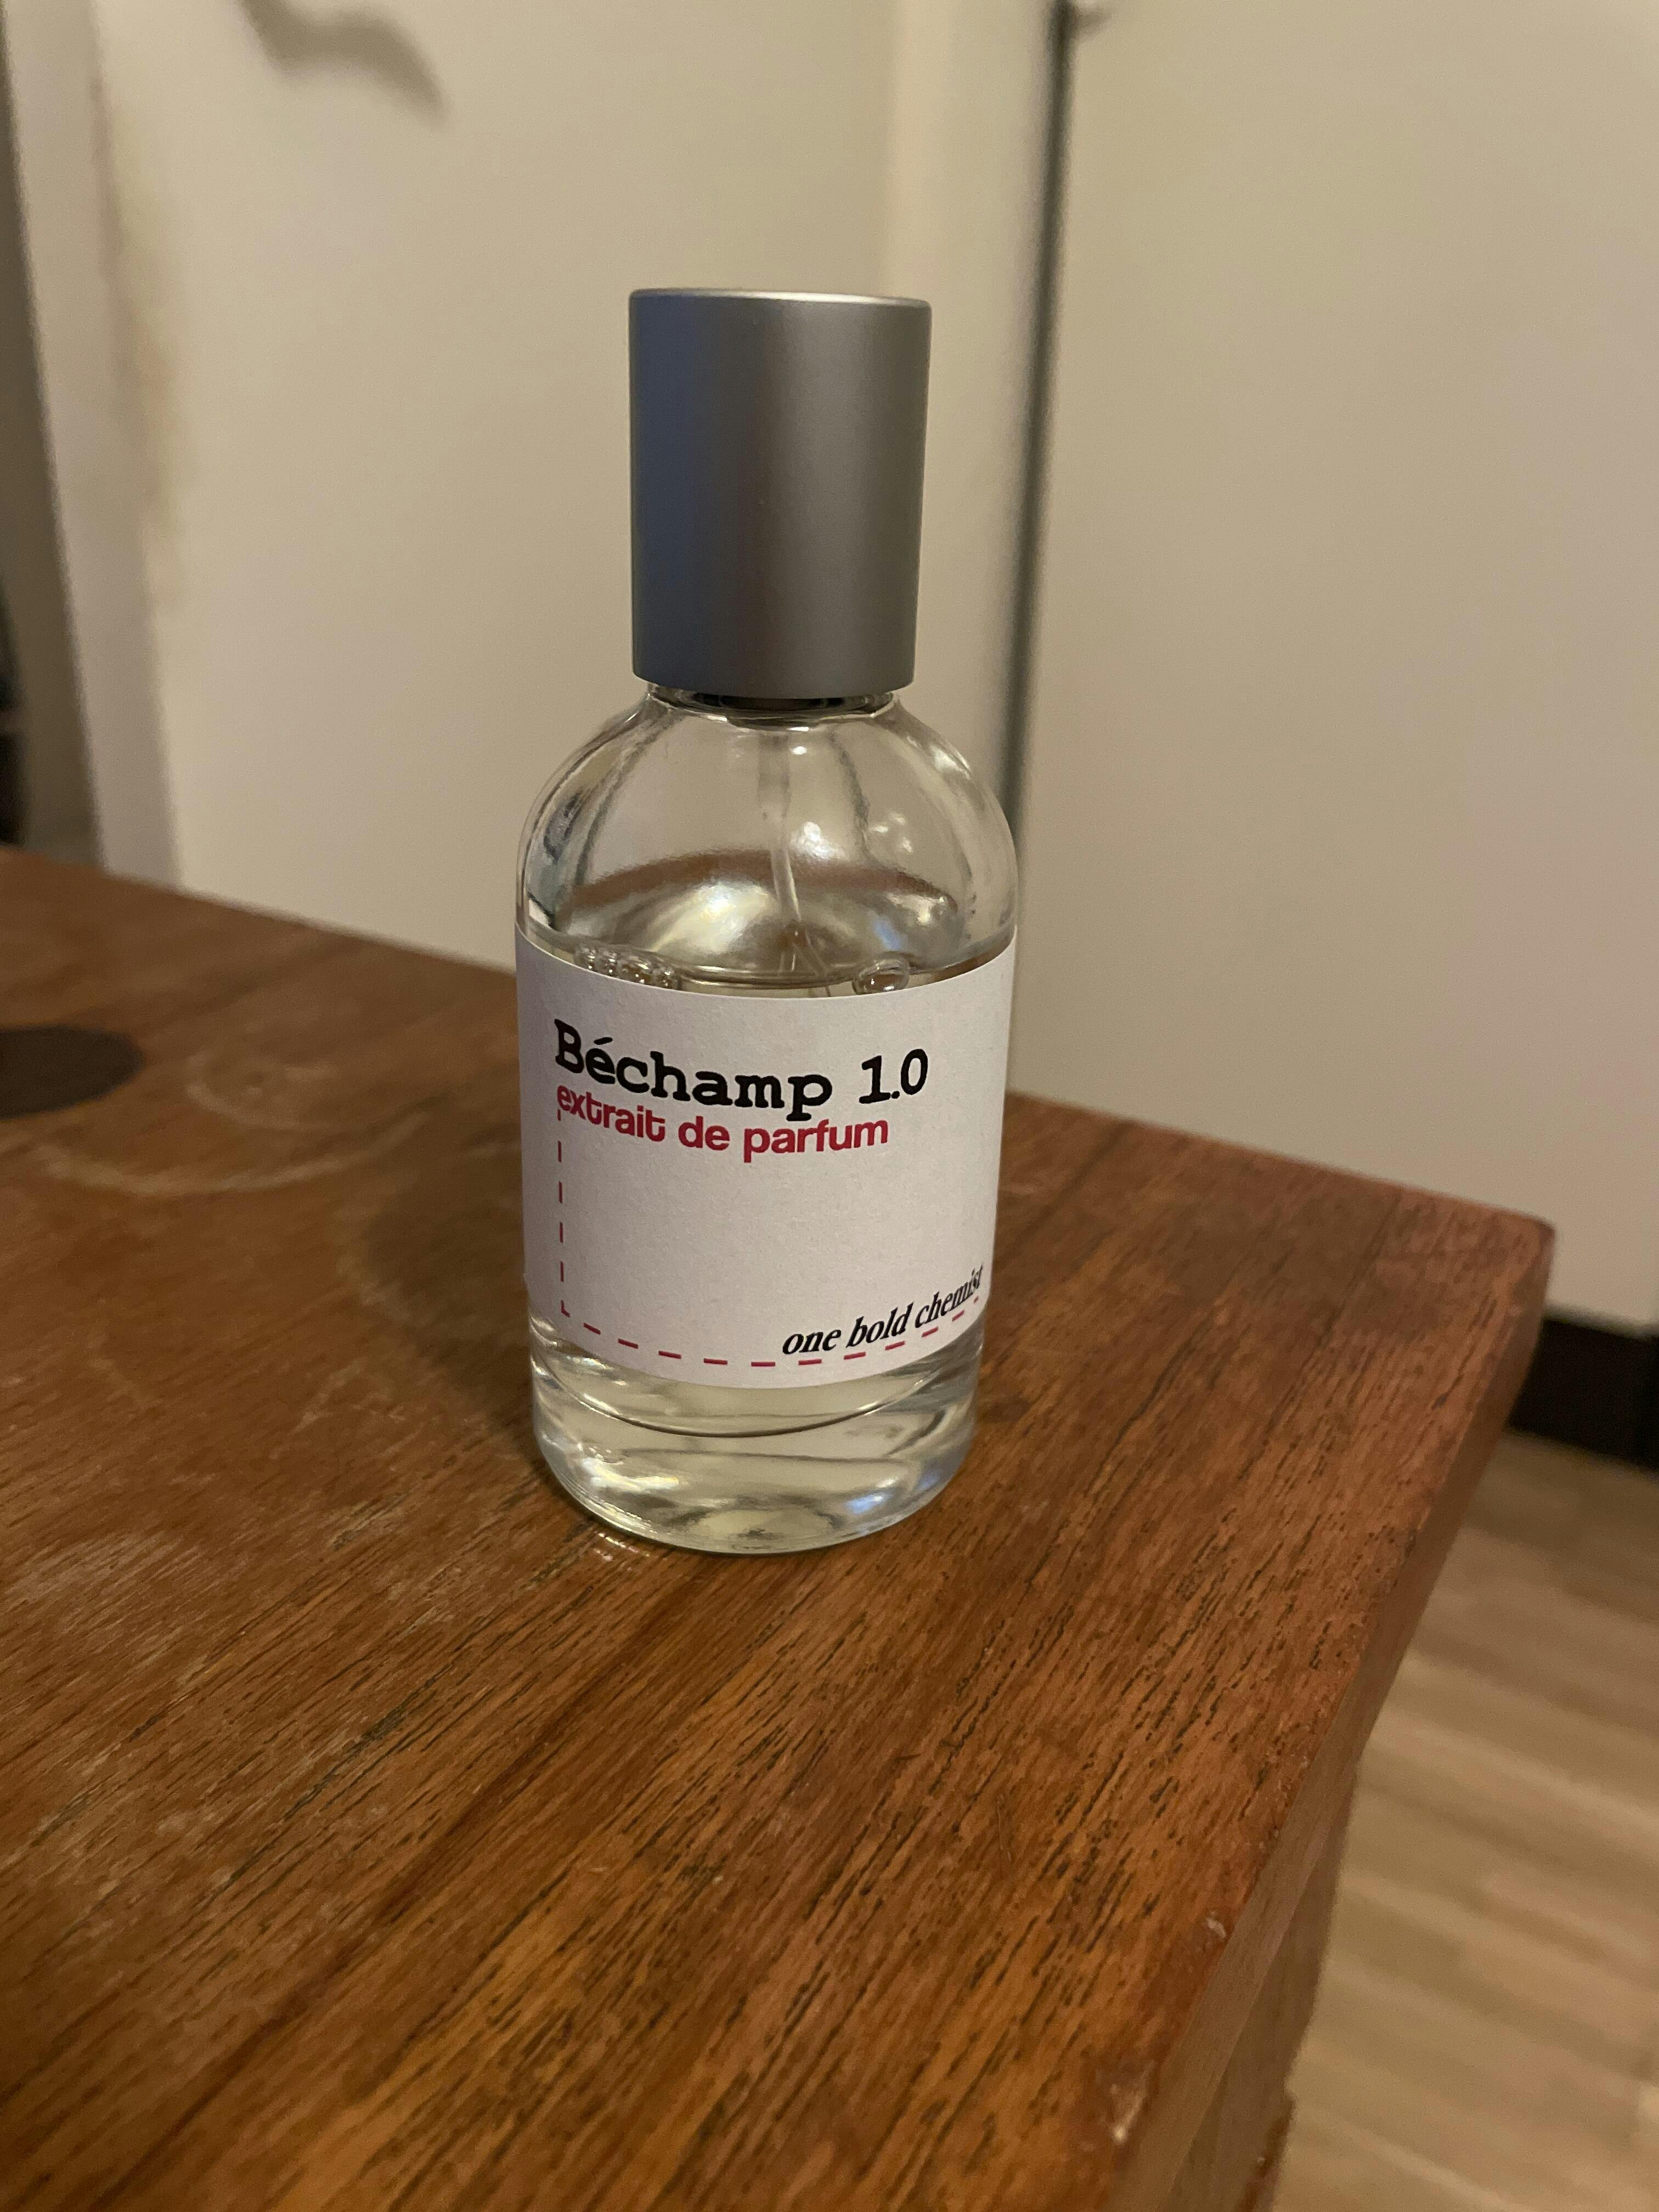 Béchamp 1.0
extrait de parfum
one bold chemist